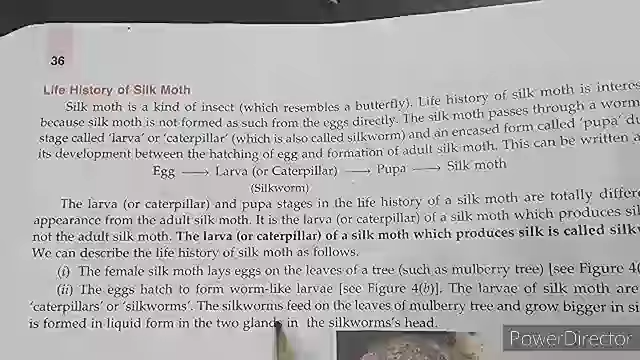 36
Life History of Silk Moth
Silk moth is a kind of insect (which resembles a butterfly). Life history of silk moth is
because silk moth is not formed as such from the eggs directly. The silk moth passes through a worm
stage called 'larva' or 'caterpillar' (which is also called silkworm) and an encased form called 'pupa'
its development between the hatching of egg and formation of adult silk moth. This can be written
Egg → Larva (or Caterpillar) → Pupa → Silk moth
(Silkworm)
The larva (or caterpillar) and pupa stages in the life history of a silk moth are totally
appearance from the adult silk moth. It is the larva (or caterpillar) of a silk moth which produces
not the adult silk moth. The larva (or caterpillar) of a silk moth which produces silk is called
We can describe the life history of silk moth as follows.
(i) The female silk moth lays eggs on the leaves of a tree (such as mulberry tree) [see Figure
(ii) The eggs hatch to form worm-like larvae [see Figure 4(b)]. The larvae of silk moth are
'caterpillars' or 'silkworms'. The silkworms feed on the leaves of mulberry tree and grow bigger in
is formed in liquid form in the two glands in the silkworms's head.
PowerDirector